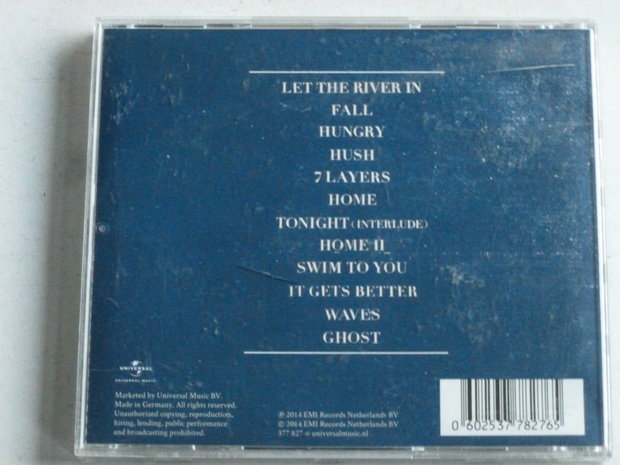 LET THE RIVER IN
FALL
HUNGRY
HUSH
7 LAYERS
HOME
TONIGHT (INTERLUDE)
HOME II
SWIM TO YOU
IT GETS BETTER
WAVES
GHOST
UNIVERSAL
UNIVERSAL MUSIC
Marketed by Universal Music BV.
Made in Germany. All rights reserved.
Unauthorized copying, reproduction,
hiring, lending, public performance
and broadcasting prohibited.
℗ 2014 EMI Records Netherlands BV
© 2014 EMI Records Netherlands BV
377 827-6 universalmusic.nl
0 602537 782765